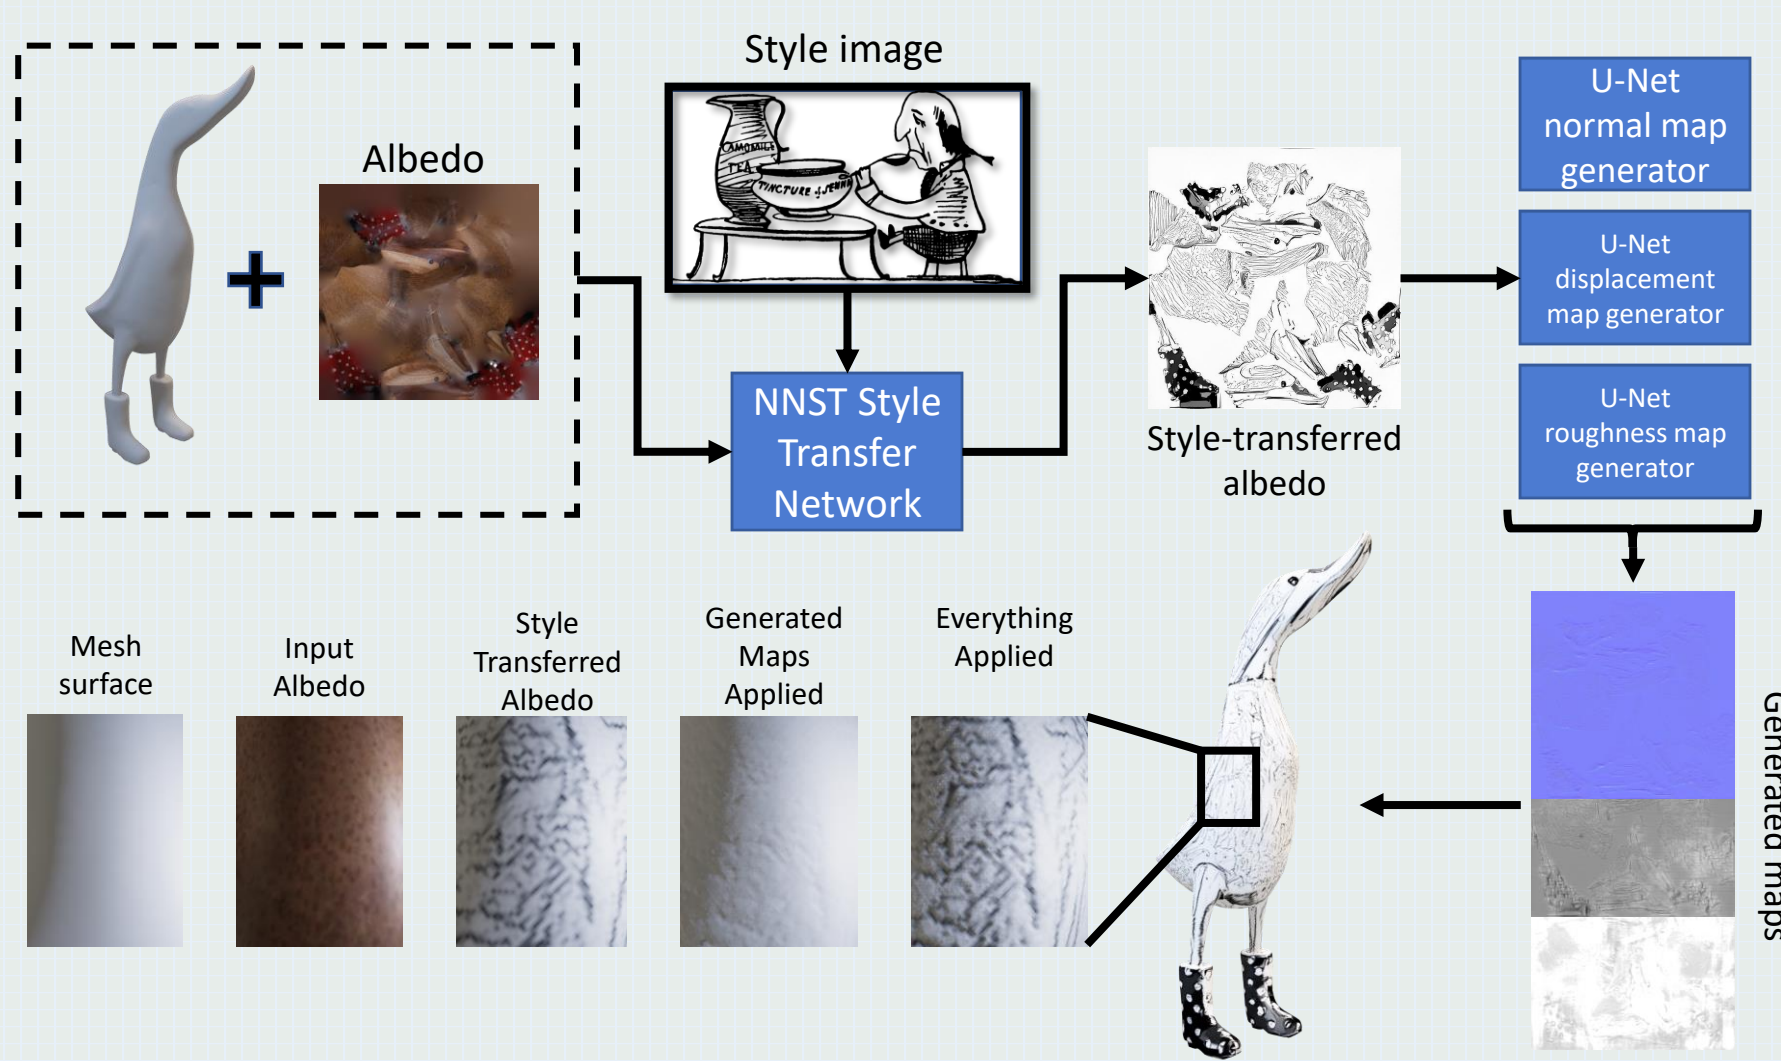 Style image
Albedo
CAMOMILE
TEA
TINCTURE of SENNA
U-Net
normal map
generator
U-Net
displacement
map generator
U-Net
roughness map
generator
NNST Style
Transfer
Network
Style-transferred
albedo
Mesh
surface
Input
Albedo
Style
Transferred
Albedo
Generated
Maps
Applied
Everything
Applied
Generated maps